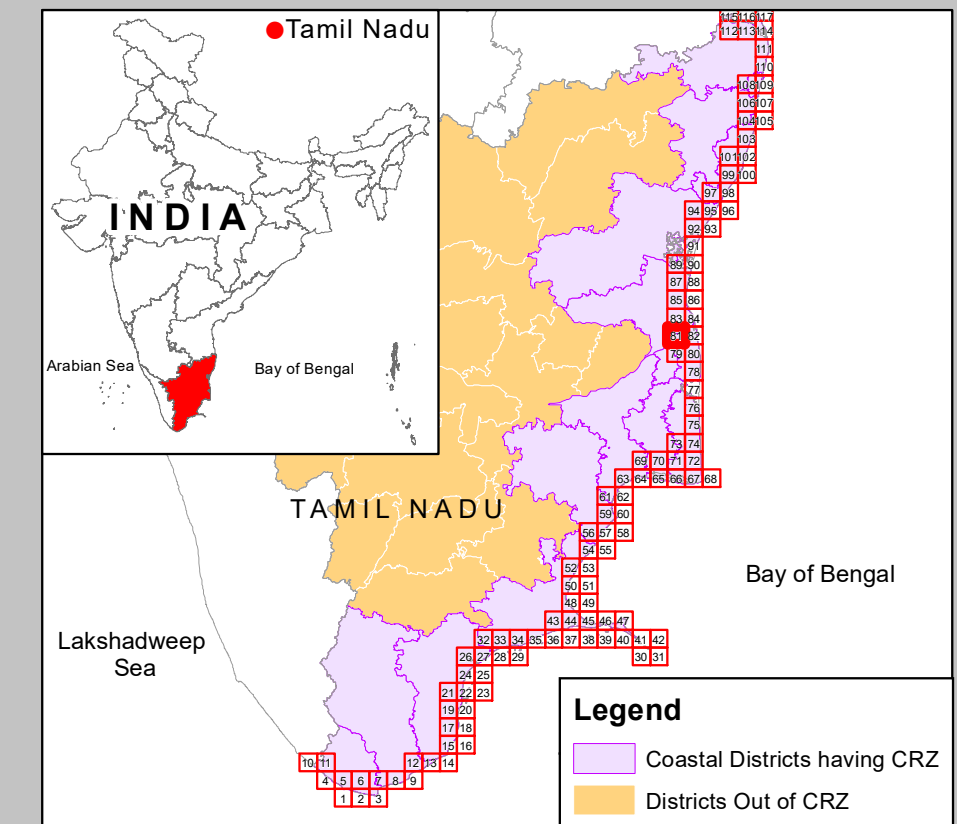 Tamil Nadu
INDIA
Arabian Sea
Bay of Bengal
115 116 117
112 113 114
111
110
108 109
106 107
104 105
103
101 102
99 100
97 98
94 95 96
92 93
91
89 90
87 88
85 86
83 84
81 82
79 80
78
77
76
75
73 74
69 70 71 72
63 64 65 66 67 68
61 62
59 60
56 57 58
54 55
52 53
50 51
48 49
43 44 45 46 47
32 33 34 35 36 37 38 39 40 41 42
26 27 28 29 30 31
24 25
21 22 23
19 20
17 18
15 16
10 11 12 13 14
4 5 6 7 8 9
1 2 3
TAMIL NADU
Bay of Bengal
Lakshadweep
Sea
Legend
Coastal Districts having CRZ
Districts Out of CRZ